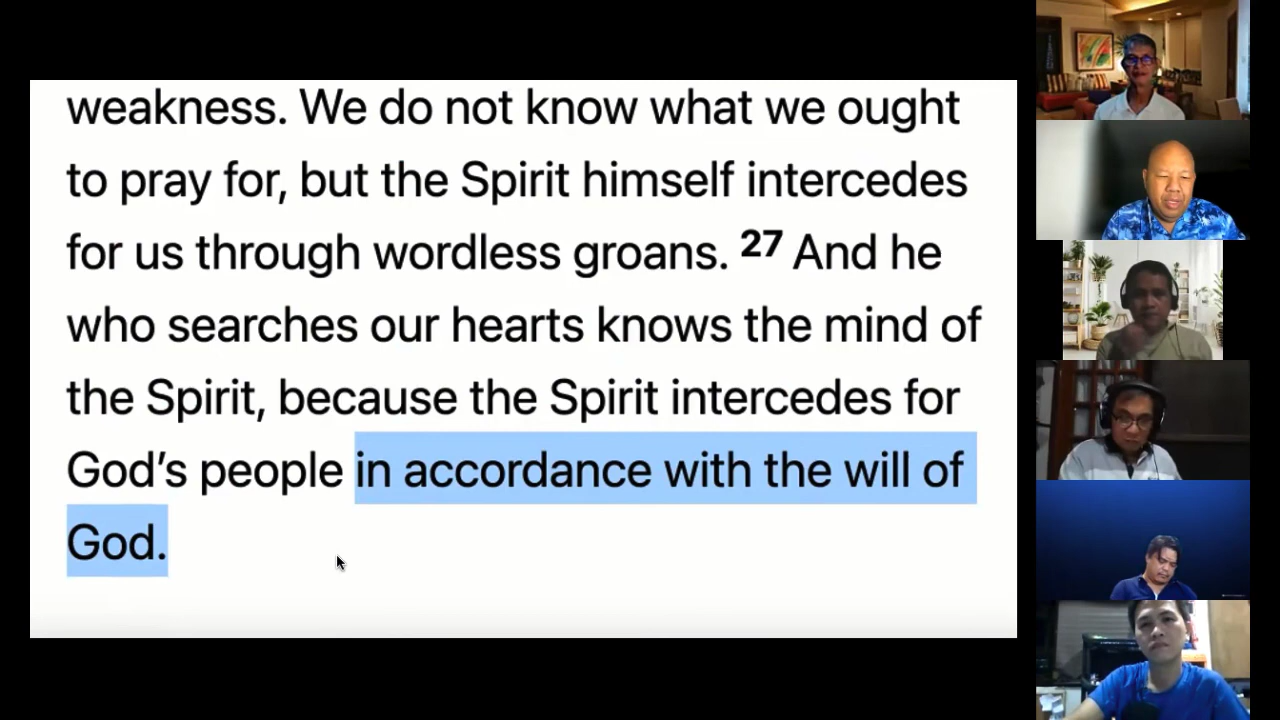 weakness. We do not know what we ought
to pray for, but the Spirit himself intercedes
for us through wordless groans. 27 And he
who searches our hearts knows the mind of
the Spirit, because the Spirit intercedes for
God’s people in accordance with the will of
God.